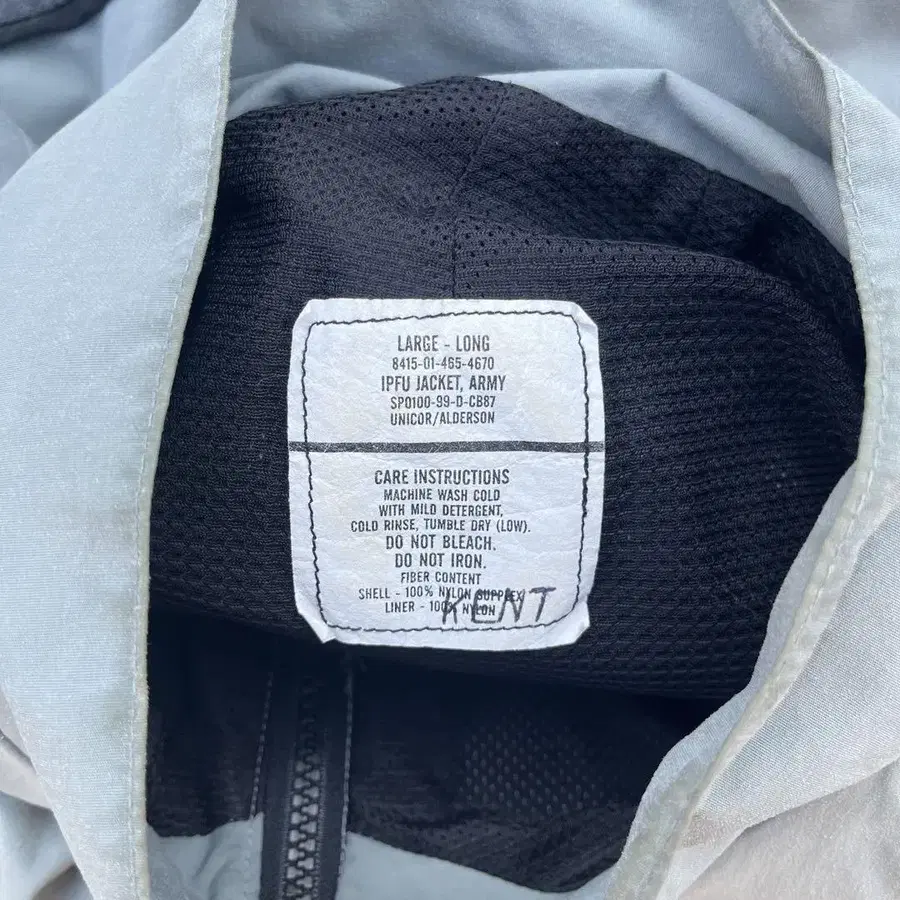 LARGE - LONG
8415-01-465-4670
IPFU JACKET, ARMY
SPO100-99-D-CB87
UNICOR/ALDERSON
CARE INSTRUCTIONS
MACHINE WASH COLD
WITH MILD DETERGENT,
COLD RINSE, TUMBLE DRY (LOW).
DO NOT BLEACH.
DO NOT IRON.
FIBER CONTENT
SHELL - 100% NYLON SUPPLEX
LINER - 100% NYLON
KENT